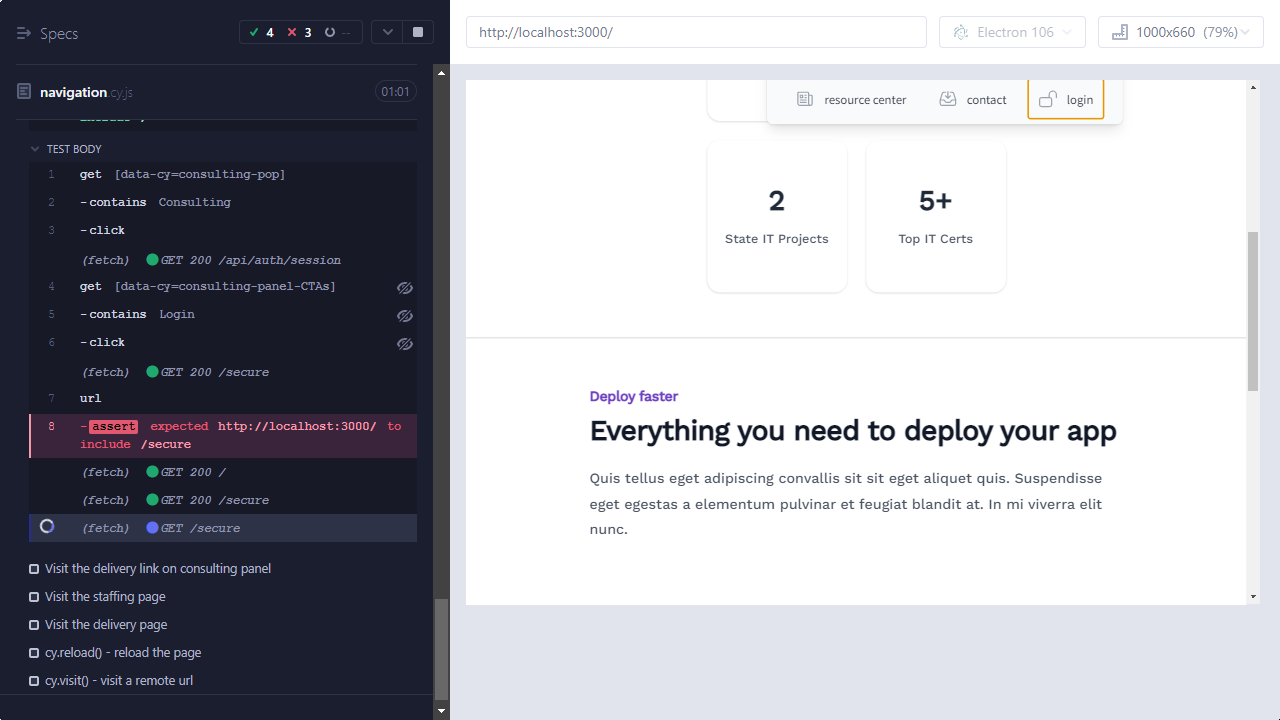 Specs
4
3
--
http://localhost:3000/
Electron 106
1000x660 (79%)
navigation.cy.js
01:01
TEST BODY
1 get [data-cy=consulting-pop]
2 -contains Consulting
3 -click
(fetch) GET 200 /api/auth/session
4 get [data-cy=consulting-panel-CTAs]
5 -contains Login
6 -click
(fetch) GET 200 /secure
7 url
8 -assert expected http://localhost:3000/ to
include /secure
(fetch) GET 200 /
(fetch) GET 200 /secure
(fetch) GET /secure
Visit the delivery link on consulting panel
Visit the staffing page
Visit the delivery page
cy.reload() - reload the page
cy.visit() - visit a remote url
resource center
contact
login
2
State IT Projects
5+
Top IT Certs
Deploy faster
Everything you need to deploy your app
Quis tellus eget adipiscing convallis sit sit eget aliquet quis. Suspendisse
eget egestas a elementum pulvinar et feugiat blandit at. In mi viverra elit
nunc.